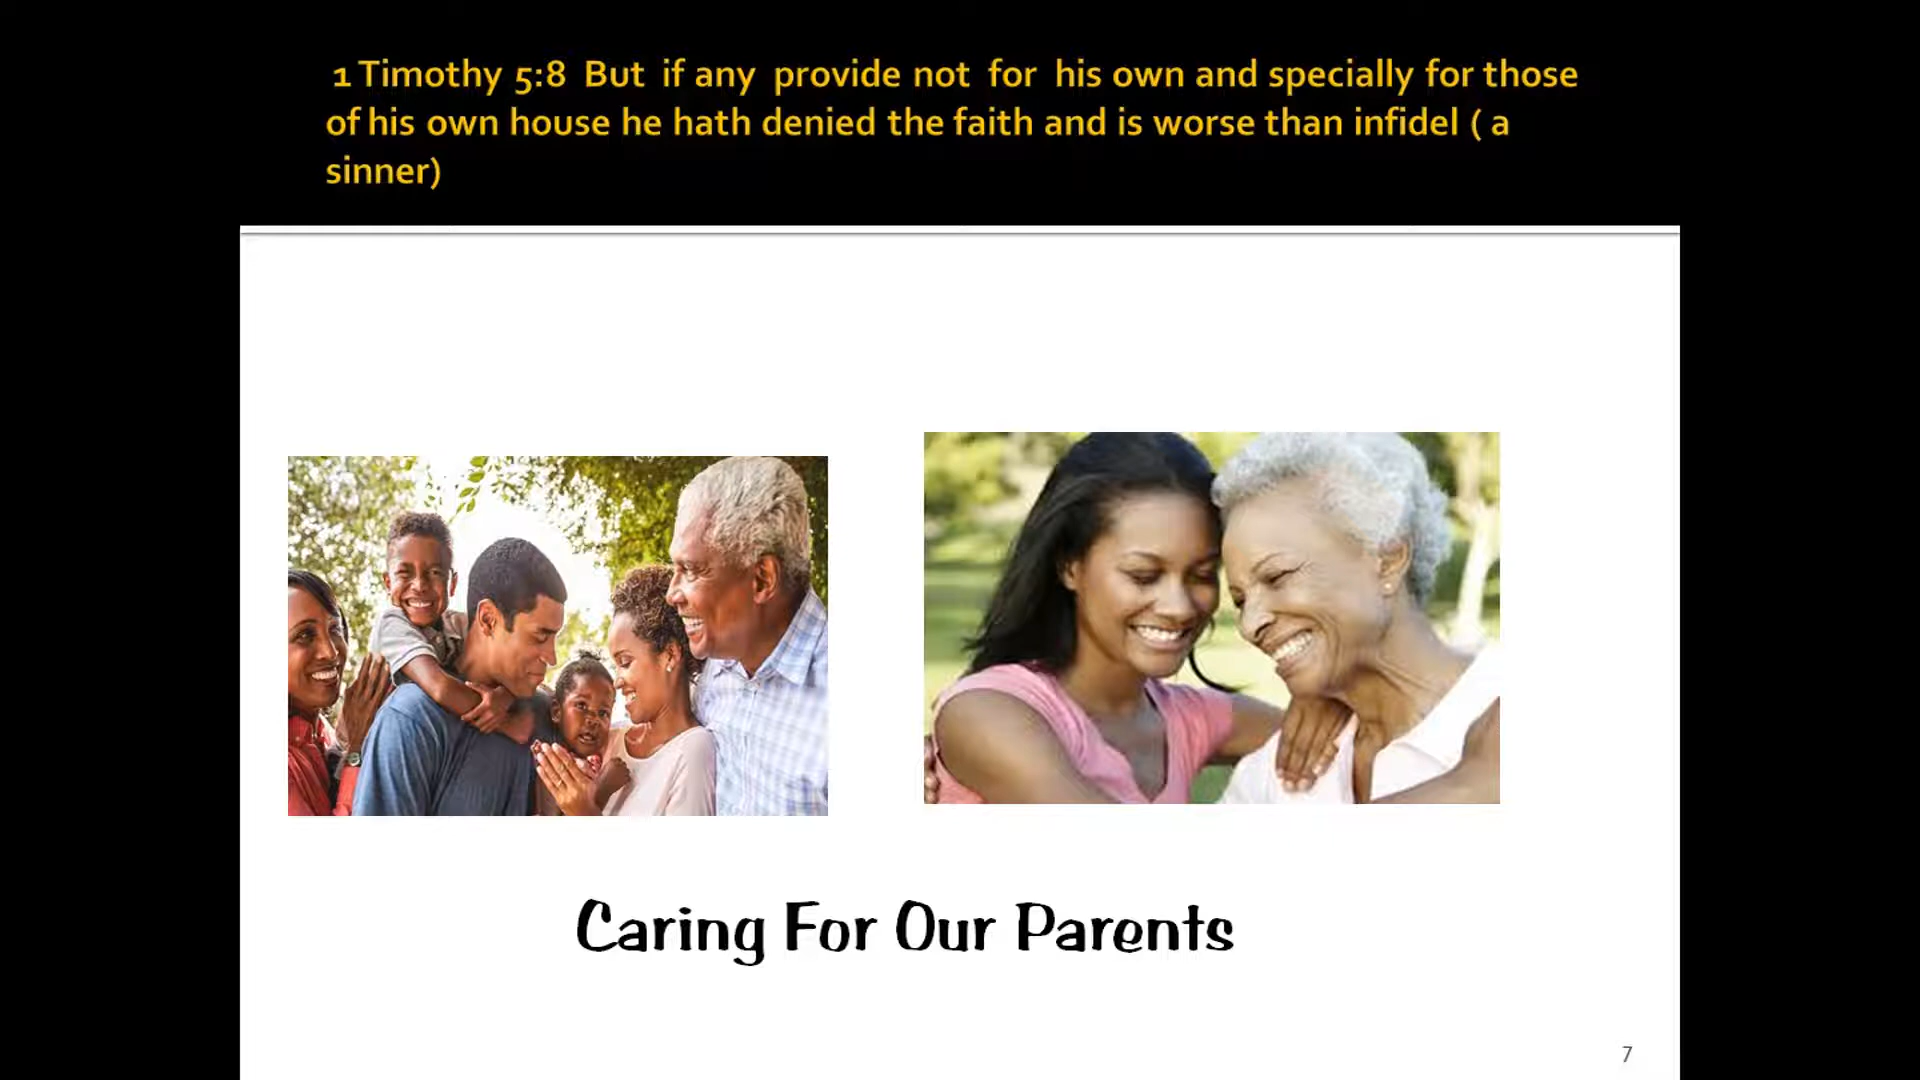 1 Timothy 5:8 But if any provide not for his own and specially for those
of his own house he hath denied the faith and is worse than infidel ( a
sinner)
Caring For Our Parents
7